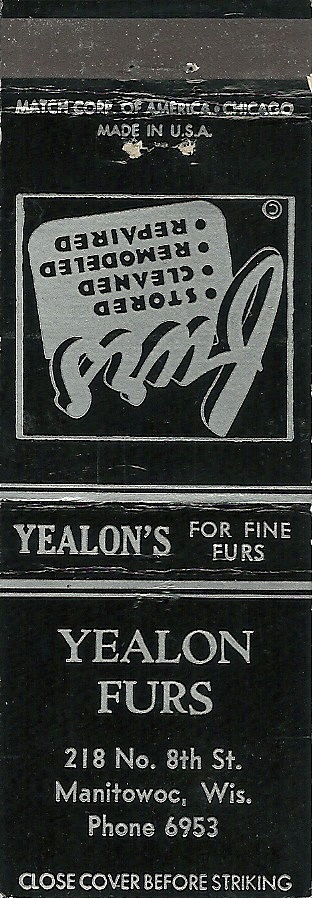 MATCH CORP. OF AMERICA, CHICAGO
MADE IN U.S.A.
©
Furs
• STORED
• CLEANED
• REMODELED
• REPAIRED
YEALON'S FOR FINE
FURS
YEALON
FURS
218 No. 8th St.
Manitowoc, Wis.
Phone 6953
CLOSE COVER BEFORE STRIKING